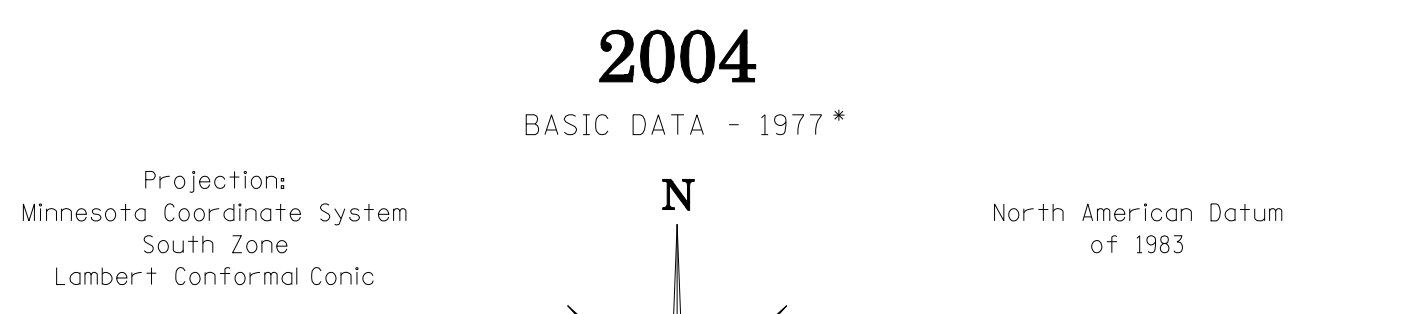 2004
BASIC DATA - 1977*
Projection:
Minnesota Coordinate System
South Zone
Lambert Conformal Conic
N
North American Datum
of 1983